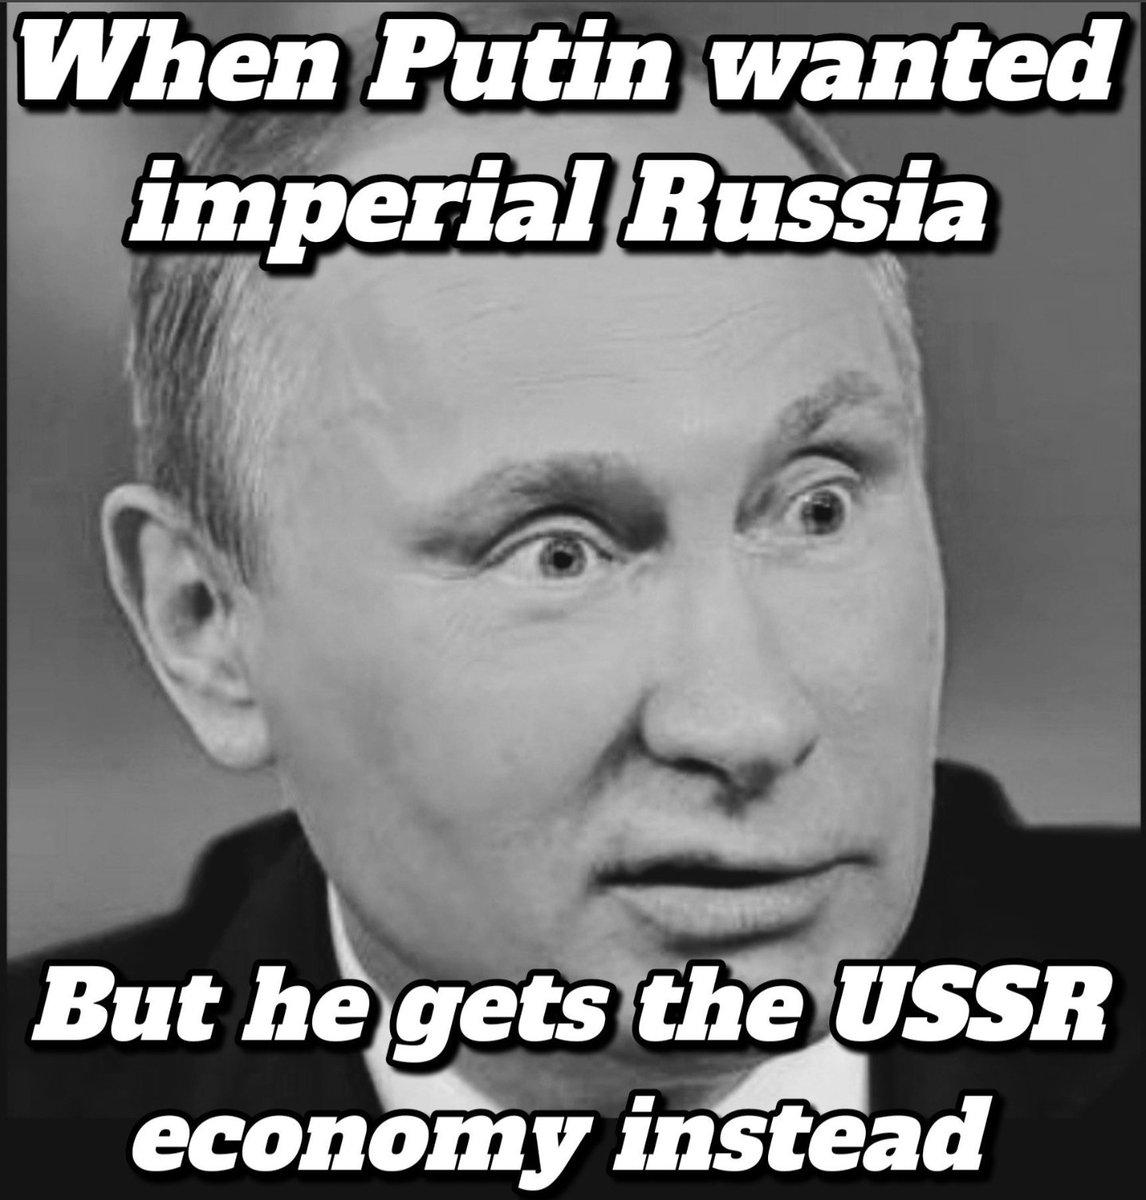 When Putin wanted
imperial Russia
But he gets the USSR
economy instead